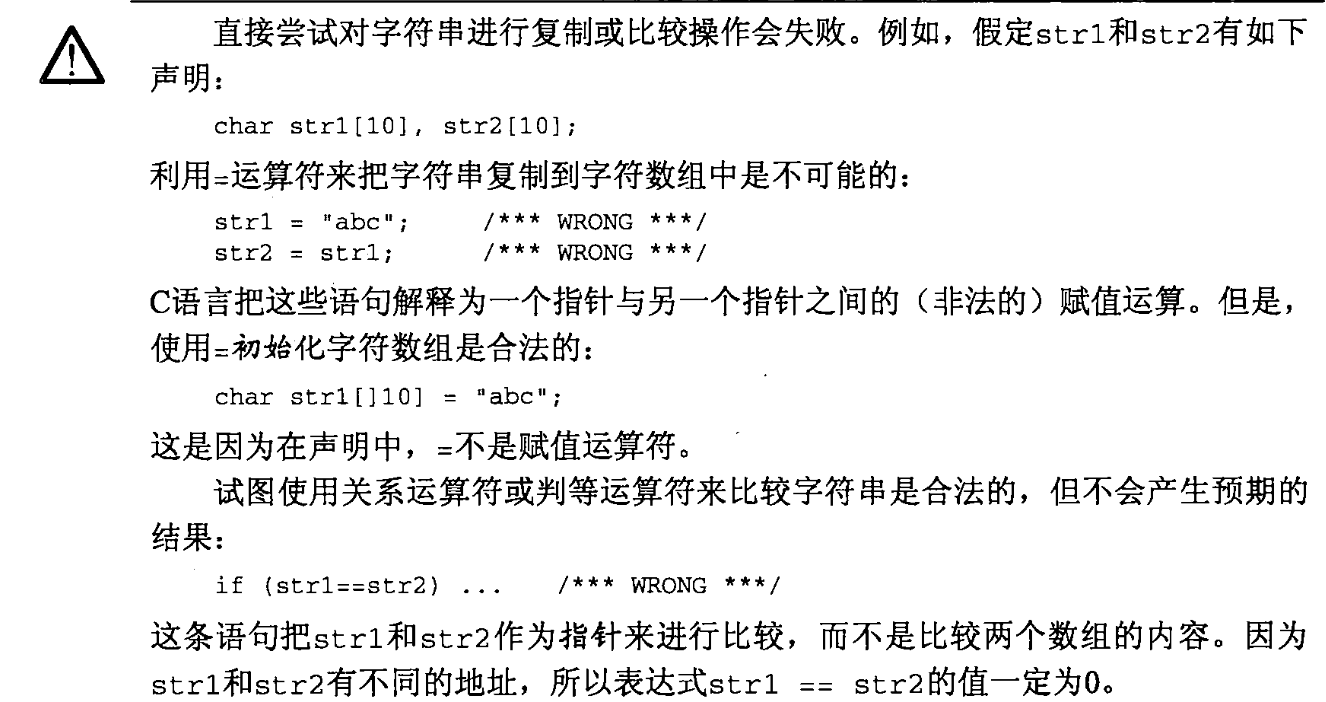 直接尝试对字符串进行复制或比较操作会失败。例如，假定str1和str2有如下
声明：
char str1[10], str2[10];
利用=运算符来把字符串复制到字符数组中是不可能的：
str1 = "abc";    /*** WRONG ***/
str2 = str1;     /*** WRONG ***/
C语言把这些语句解释为一个指针与另一个指针之间的（非法的）赋值运算。但是，
使用=初始化字符数组是合法的：
char str1[]10] = "abc";
这是因为在声明中，=不是赋值运算符。
试图使用关系运算符或判等运算符来比较字符串是合法的，但不会产生预期的
结果：
if (str1==str2) ...   /*** WRONG ***/
这条语句把str1和str2作为指针来进行比较，而不是比较两个数组的内容。因为
str1和str2有不同的地址，所以表达式str1 == str2的值一定为0。